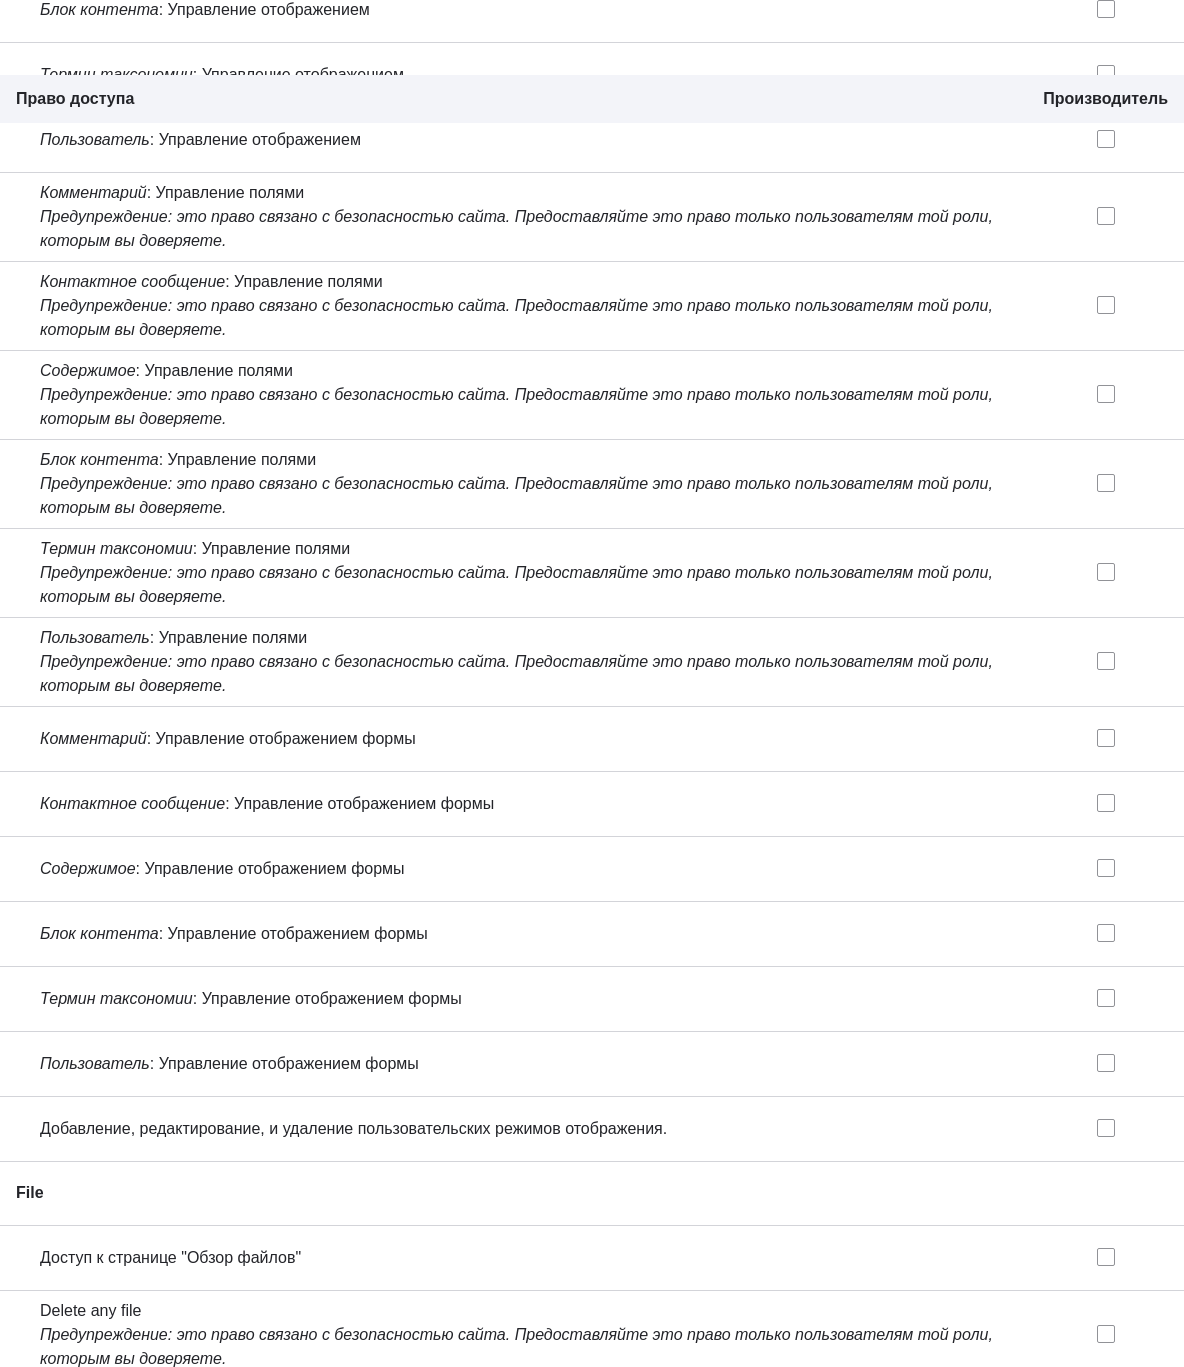 Блок контента: Управление отображением
Термин таксономии: Управление отображением
Право доступа Производитель
Пользователь: Управление отображением
Комментарий: Управление полями
Предупреждение: это право связано с безопасностью сайта. Предоставляйте это право только пользователям той роли,
которым вы доверяете.
Контактное сообщение: Управление полями
Предупреждение: это право связано с безопасностью сайта. Предоставляйте это право только пользователям той роли,
которым вы доверяете.
Содержимое: Управление полями
Предупреждение: это право связано с безопасностью сайта. Предоставляйте это право только пользователям той роли,
которым вы доверяете.
Блок контента: Управление полями
Предупреждение: это право связано с безопасностью сайта. Предоставляйте это право только пользователям той роли,
которым вы доверяете.
Термин таксономии: Управление полями
Предупреждение: это право связано с безопасностью сайта. Предоставляйте это право только пользователям той роли,
которым вы доверяете.
Пользователь: Управление полями
Предупреждение: это право связано с безопасностью сайта. Предоставляйте это право только пользователям той роли,
которым вы доверяете.
Комментарий: Управление отображением формы
Контактное сообщение: Управление отображением формы
Содержимое: Управление отображением формы
Блок контента: Управление отображением формы
Термин таксономии: Управление отображением формы
Пользователь: Управление отображением формы
Добавление, редактирование, и удаление пользовательских режимов отображения.
File
Доступ к странице "Обзор файлов"
Delete any file
Предупреждение: это право связано с безопасностью сайта. Предоставляйте это право только пользователям той роли,
которым вы доверяете.